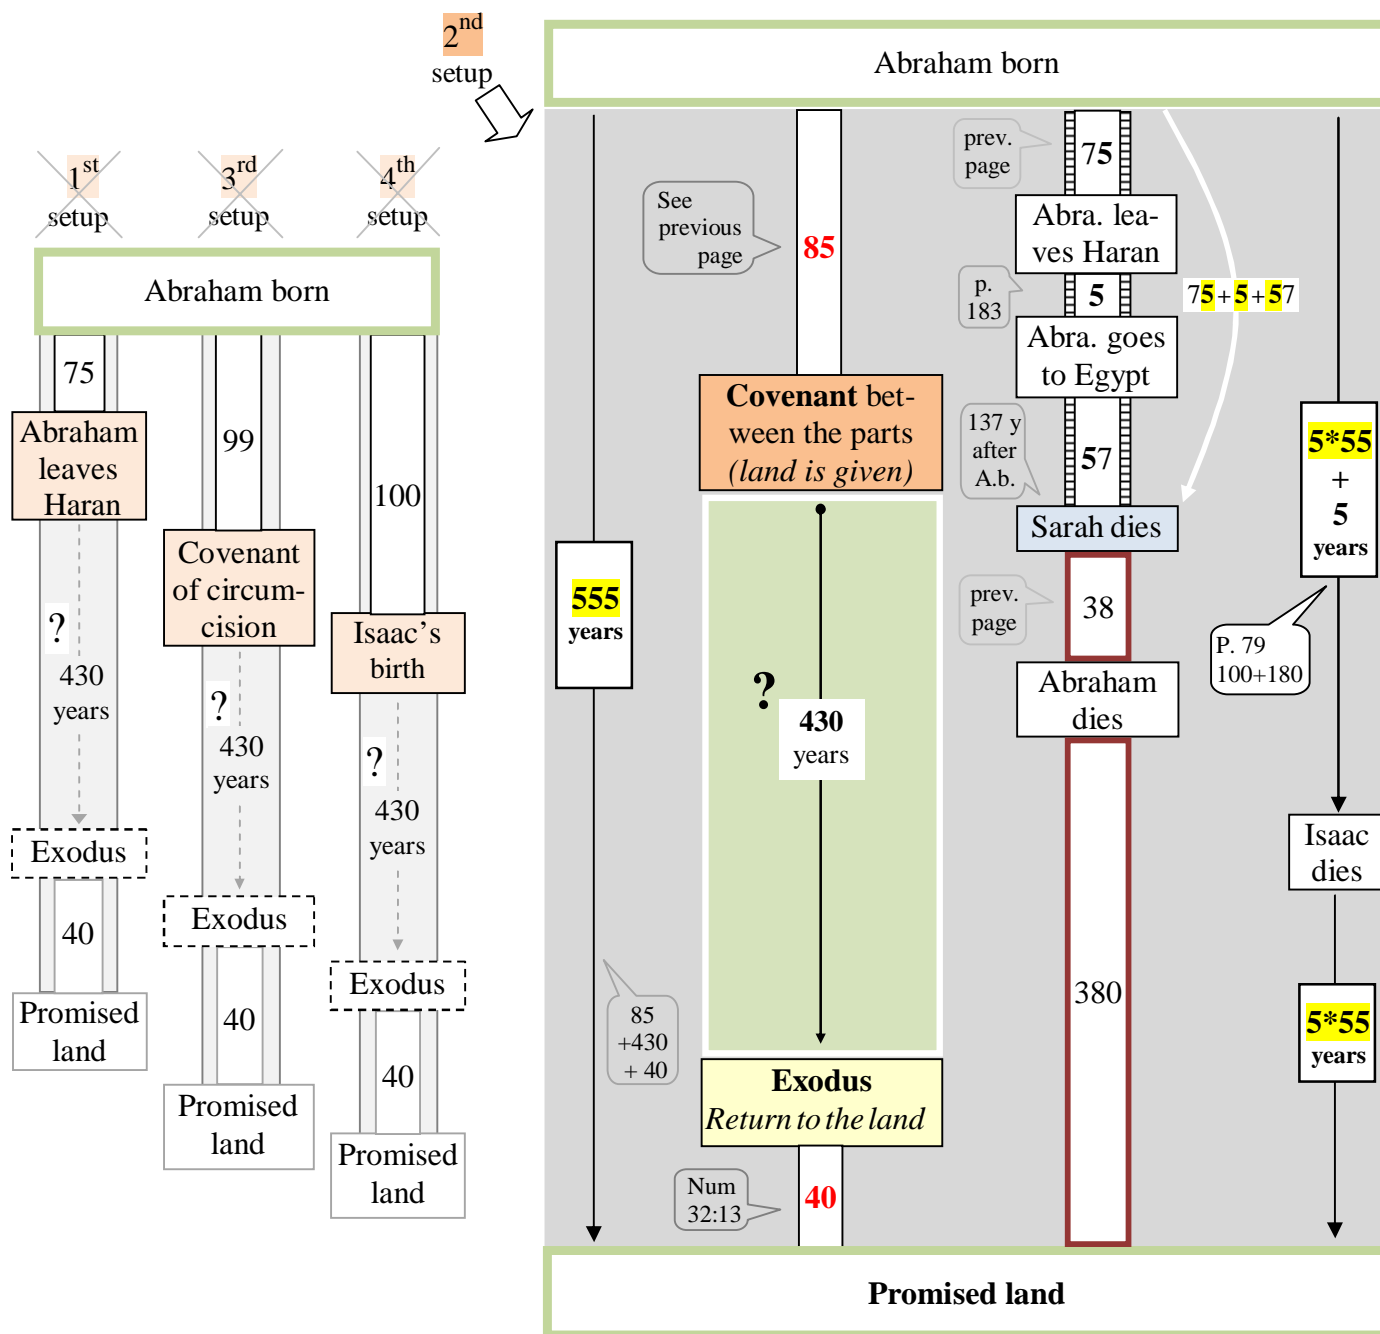 2nd
setup
1st
setup
3rd
setup
4th
setup
Abraham born
75
Abraham
leaves
Haran
?
430
years
Exodus
40
Promised
land
99
Covenant
of circum-
cision
?
430
years
Exodus
40
Promised
land
100
Isaac's
birth
?
430
years
Exodus
40
Promised
land
Abraham born
555
years
85
+430
+ 40
See
previous
page
85
Covenant bet-
ween the parts
(land is given)
?
430
years
Exodus
Return to the land
Num
32:13
40
prev.
page
75
Abra. lea-
ves Haran
p.
183
5
Abra. goes
to Egypt
137 y
after
A.b.
57
Sarah dies
prev.
page
38
Abraham
dies
380
75+5+57
5*55
+
5
years
P. 79
100+180
Isaac
dies
5*55
years
Promised land